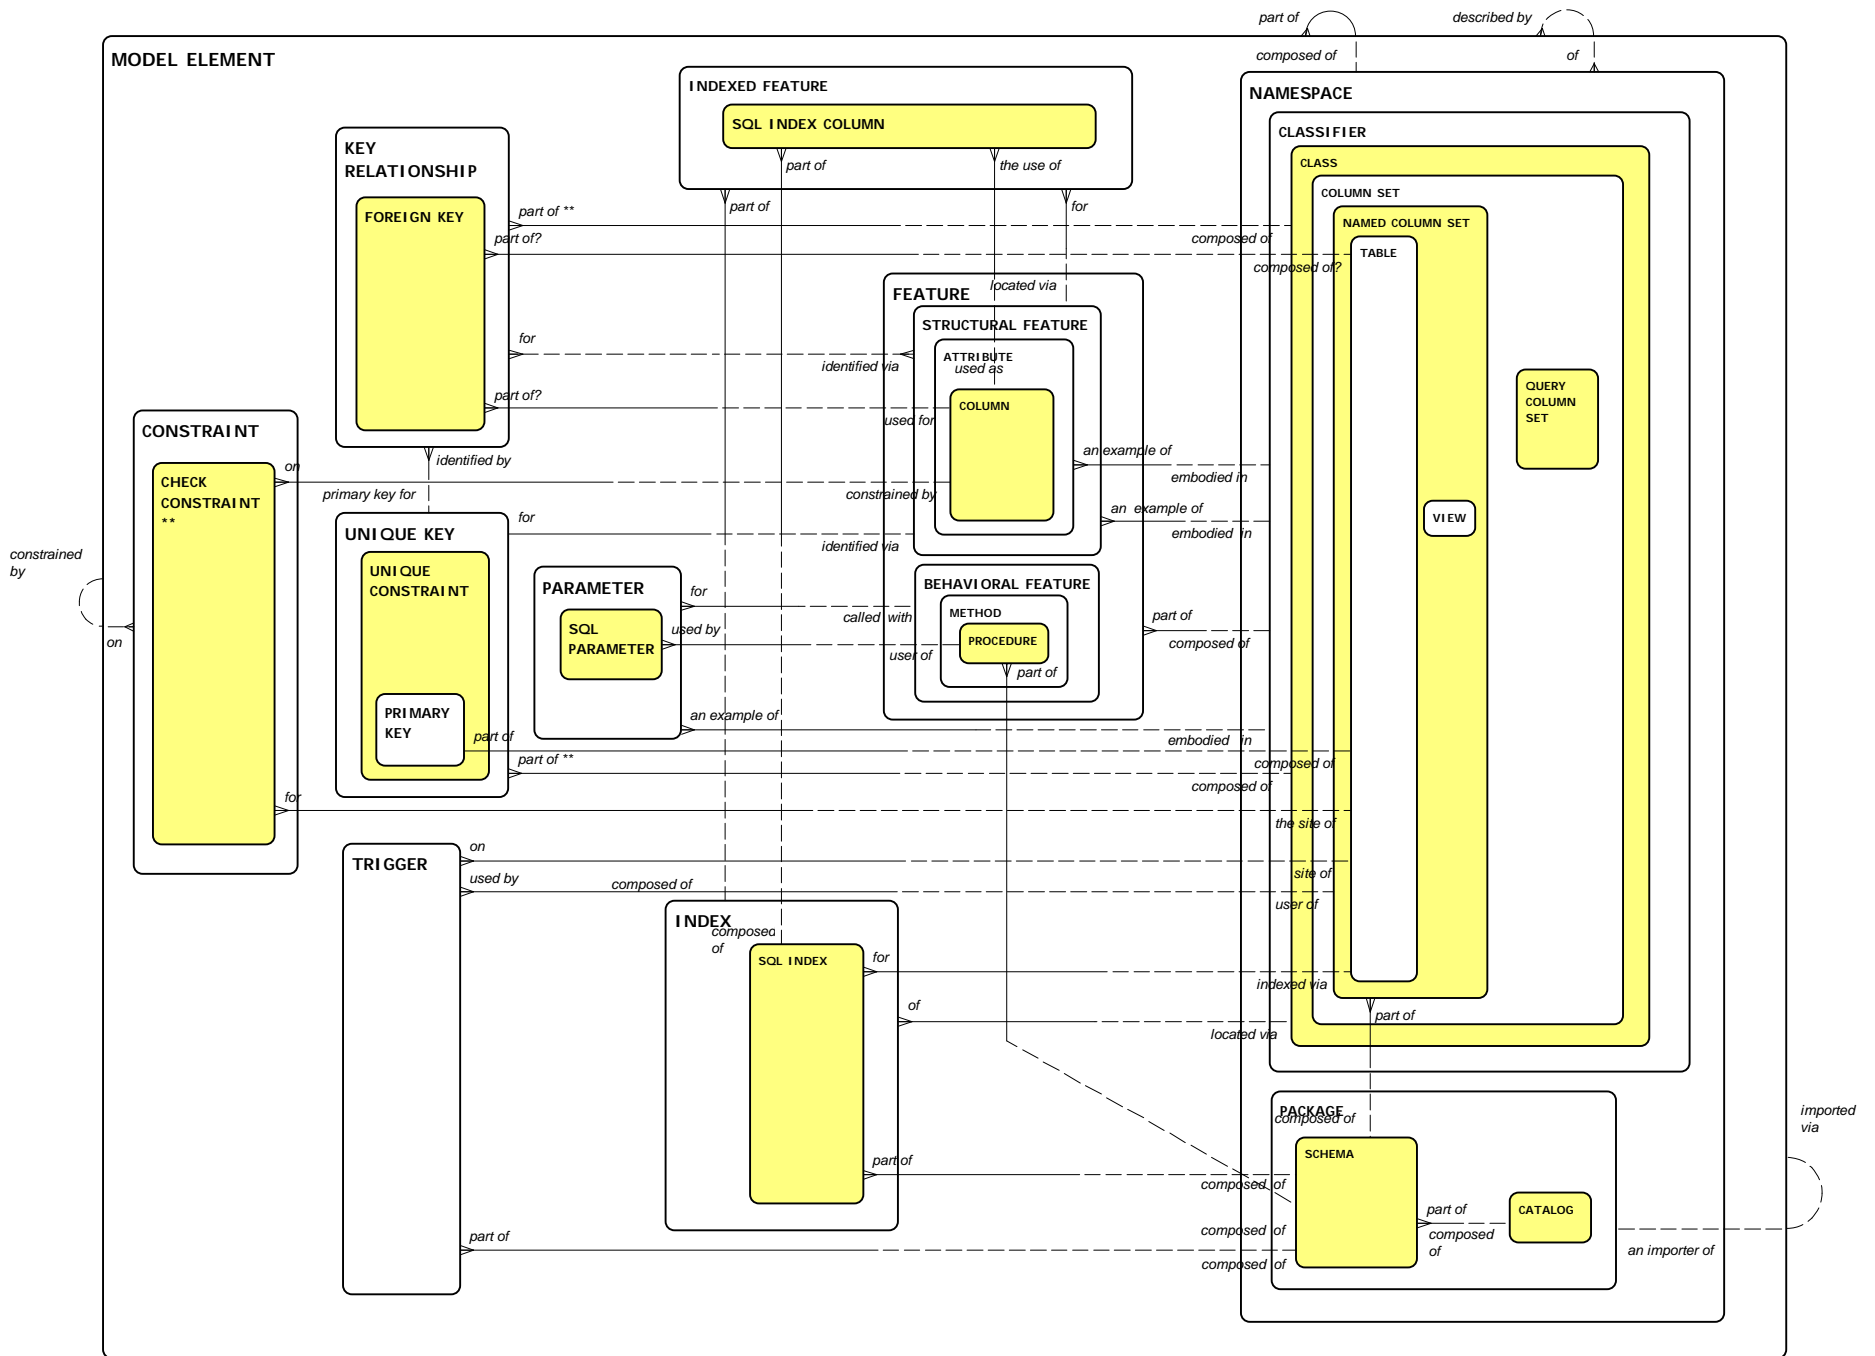 part of
described by
composed of
of
MODEL ELEMENT
INDEXED FEATURE
NAMESPACE
SQL INDEX COLUMN
CLASSIFIER
KEY
RELATIONSHIP
part of
the use of
CLASS
COLUMN SET
FOREIGN KEY
part of **
part of
for
NAMED COLUMN SET
part of?
composed of
TABLE
composed of?
located via
FEATURE
STRUCTURAL FEATURE
for
identified via
ATTRIBUTE
used as
QUERY
COLUMN
SET
part of?
used for
COLUMN
CONSTRAINT
identified by
an example of
embodied in
on
CHECK
CONSTRAINT
**
primary key for
constrained by
for
an example of
VIEW
UNIQUE KEY
identified via
embodied in
constrained
by
UNIQUE
CONSTRAINT
PARAMETER
for
BEHAVIORAL FEATURE
METHOD
called with
part of
on
SQL
PARAMETER
used by
user of
PROCEDURE
composed of
part of
PRIMARY
KEY
an example of
part of
embodied in
part of **
composed of
composed of
for
the site of
TRIGGER
on
site of
used by
composed of
user of
INDEX
composed
of
SQL INDEX
for
indexed via
of
part of
located via
PACKAGE
composed of
imported
via
SCHEMA
part of
composed of
part of
CATALOG
composed of
composed
of
part of
composed of
an importer of